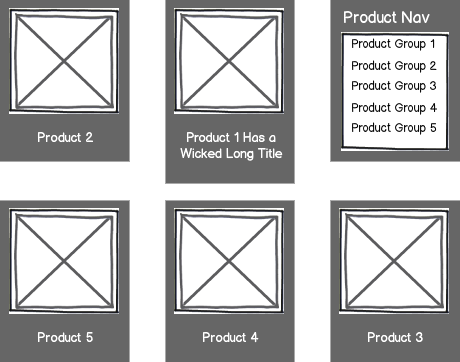 Product 2
Product 1 Has a
Wicked Long Title
Product Nav
Product Group 1
Product Group 2
Product Group 3
Product Group 4
Product Group 5
Product 5
Product 4
Product 3